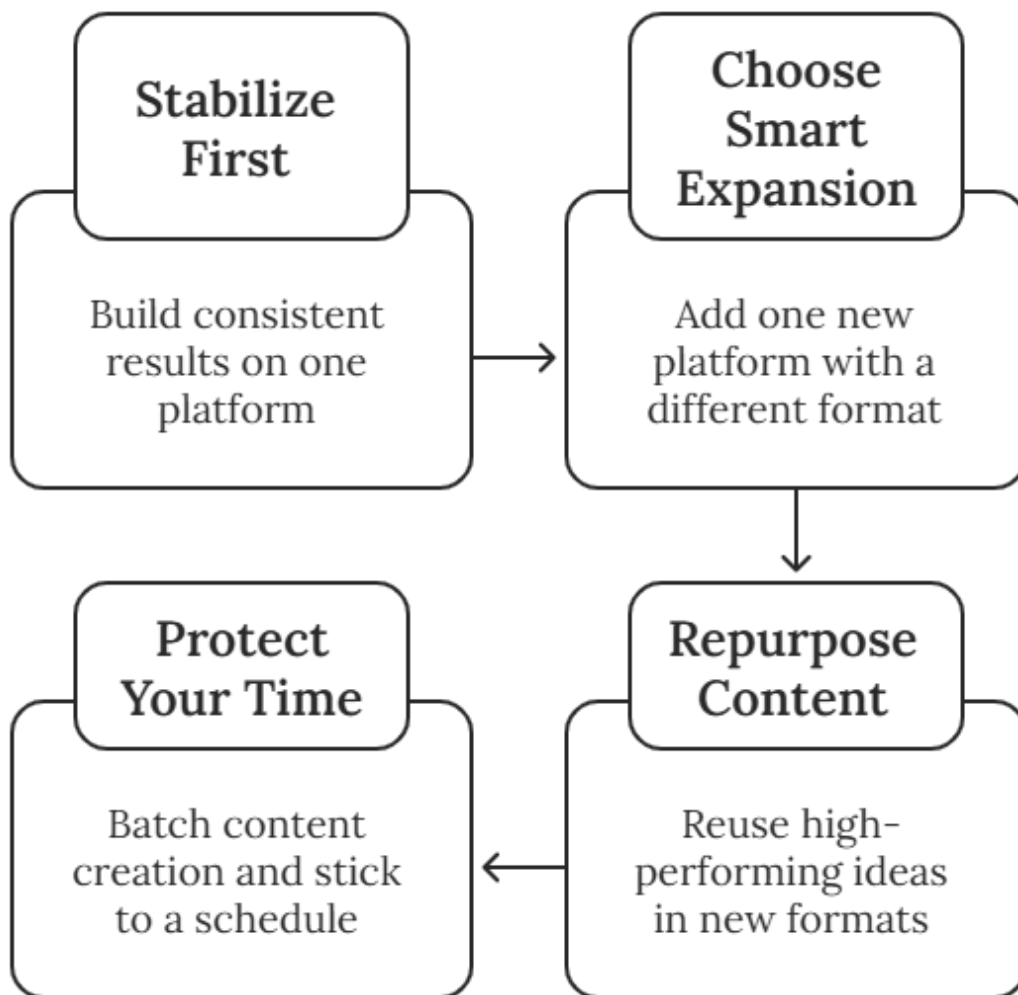 Stabilize
First
Build consistent
results on one
platform
Choose
Smart
Expansion
Add one new
platform with a
different format
Repurpose
Content
Reuse high-
performing ideas
in new formats
Protect
Your Time
Batch content
creation and stick
to a schedule